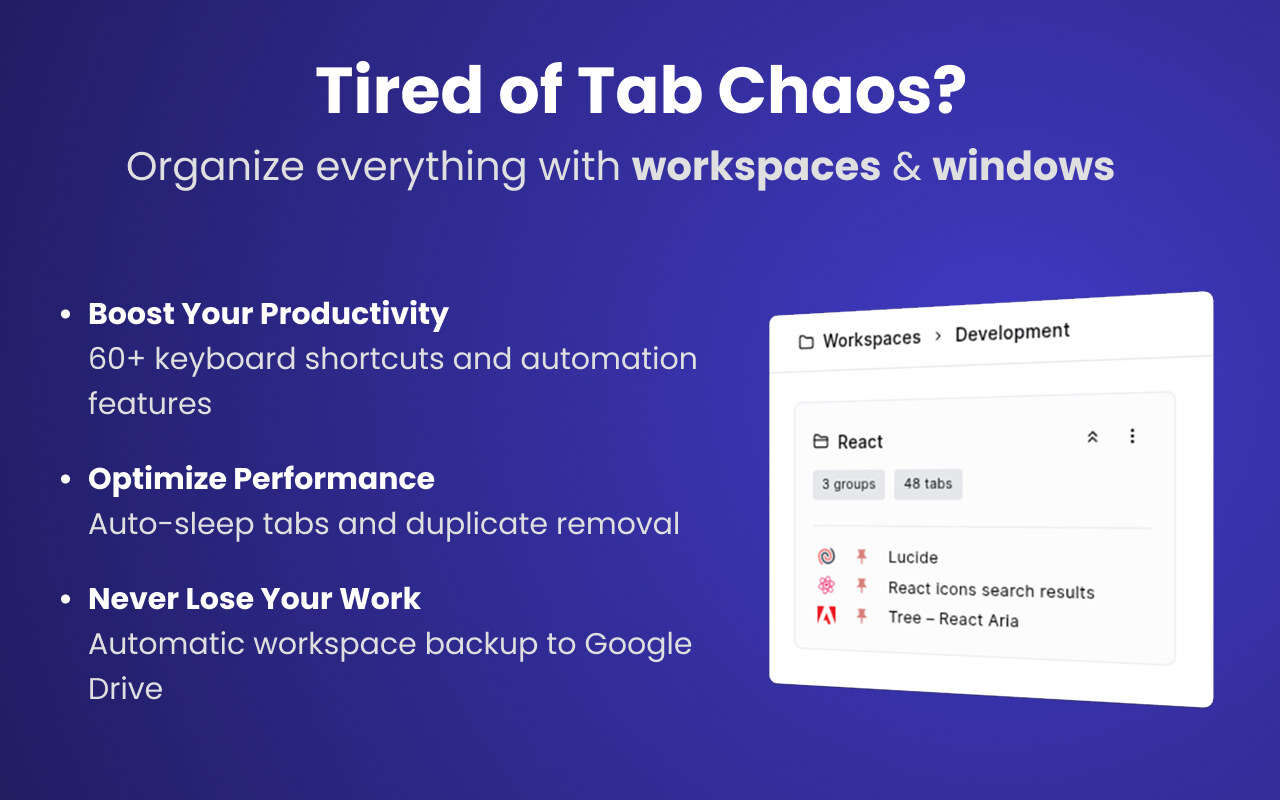 Tired of Tab Chaos?
Organize everything with workspaces & windows
• Boost Your Productivity
60+ keyboard shortcuts and automation
features
• Optimize Performance
Auto-sleep tabs and duplicate removal
• Never Lose Your Work
Automatic workspace backup to Google
Drive
Workspaces > Development
React
3 groups 48 tabs
Lucide
React icons search results
Tree – React Aria